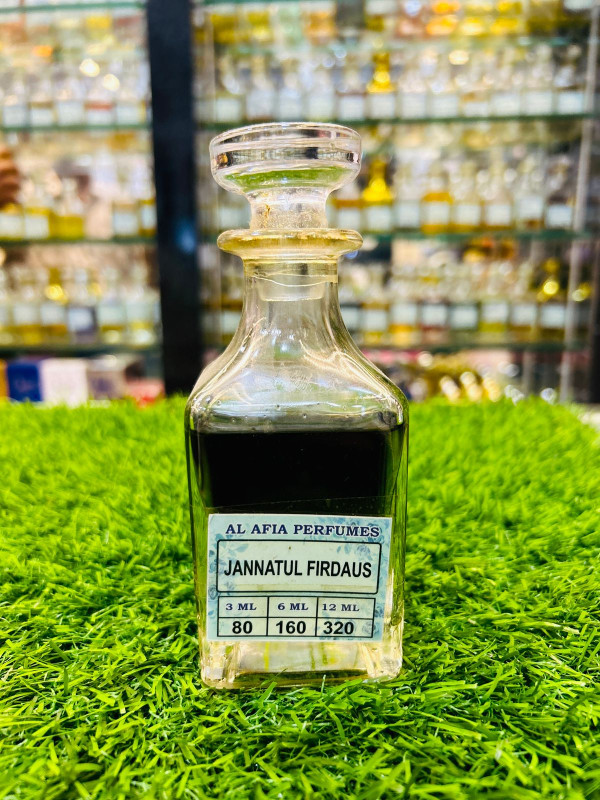 AL AFIA PERFUMES
JANNATUL FIRDAUS
3 ML 6 ML 12 ML
80 160 320